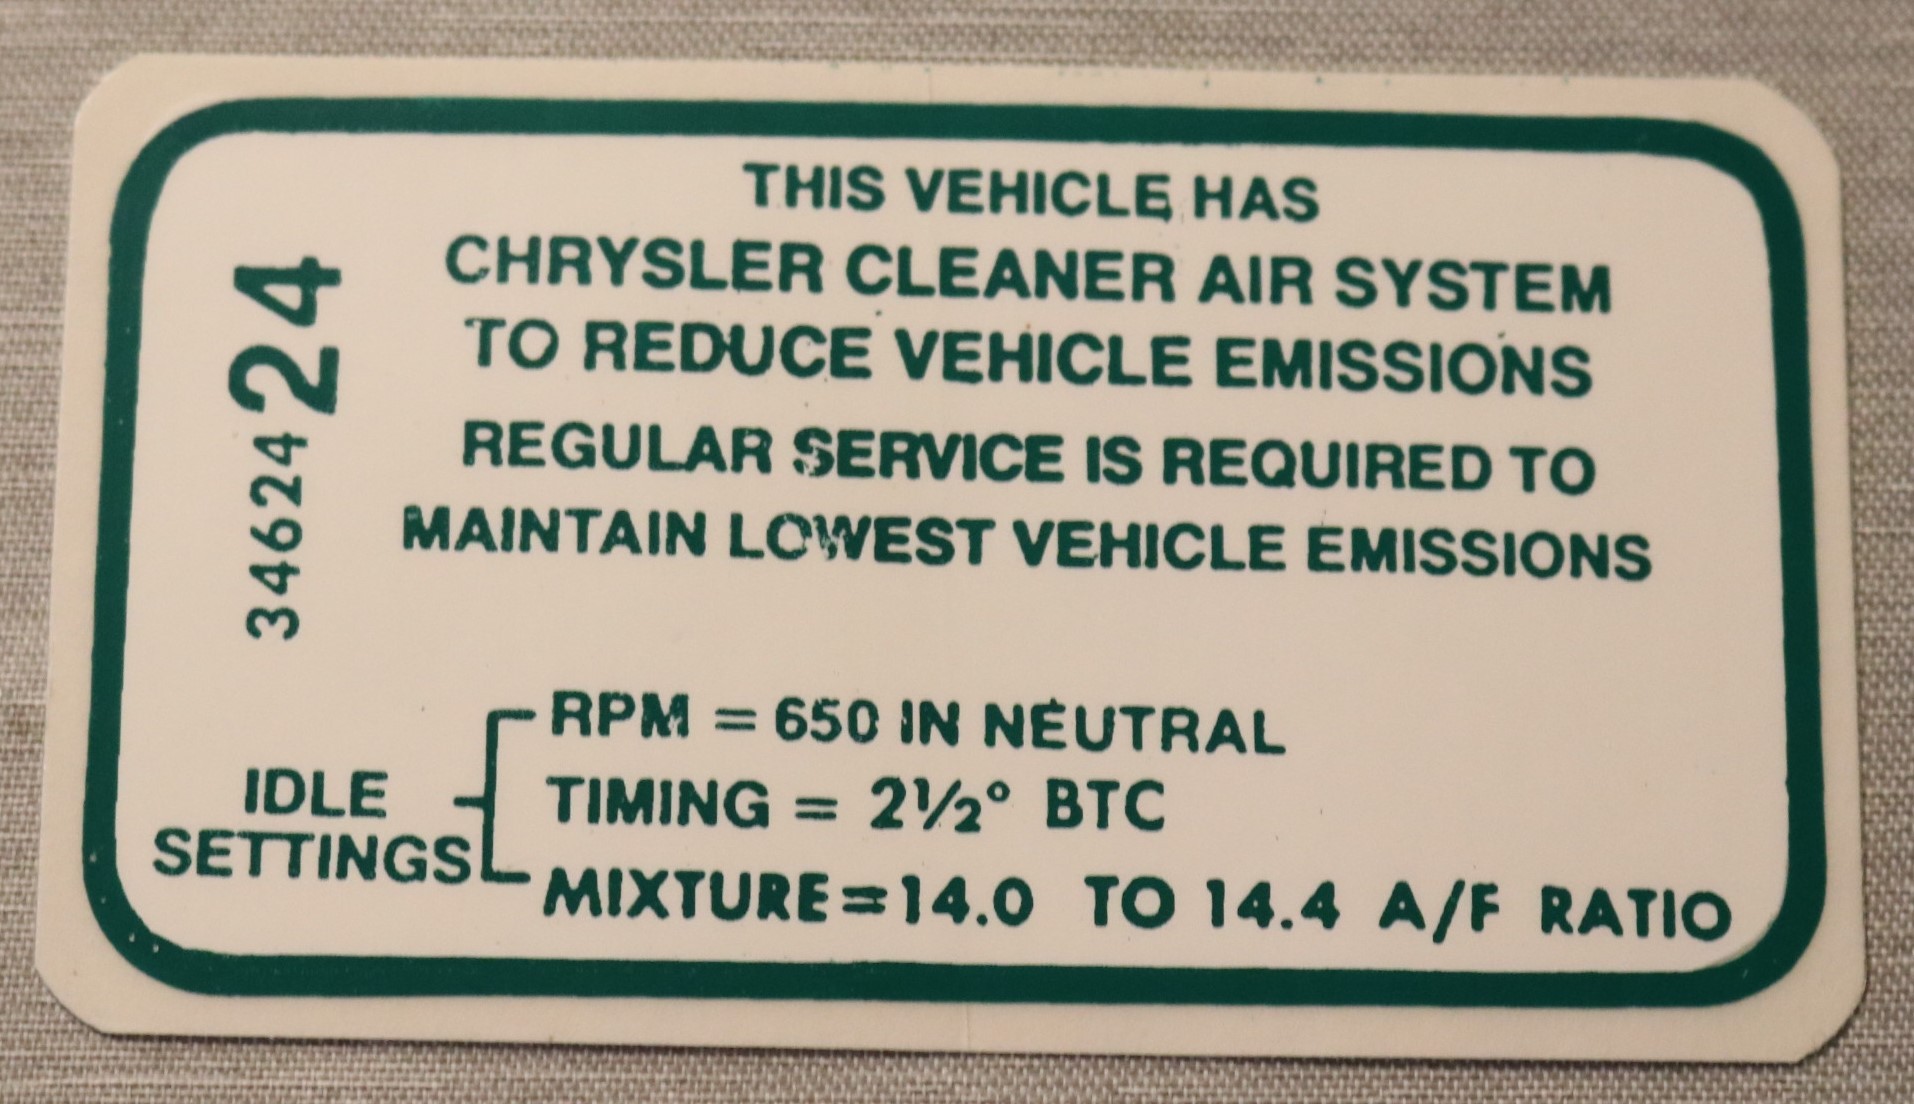 THIS VEHICLE HAS
CHRYSLER CLEANER AIR SYSTEM
TO REDUCE VEHICLE EMISSIONS
REGULAR SERVICE IS REQUIRED TO
MAINTAIN LOWEST VEHICLE EMISSIONS
3462424
IDLE
SETTINGS
RPM = 650 IN NEUTRAL
TIMING = 2½° BTC
MIXTURE=14.0 TO 14.4 A/F RATIO